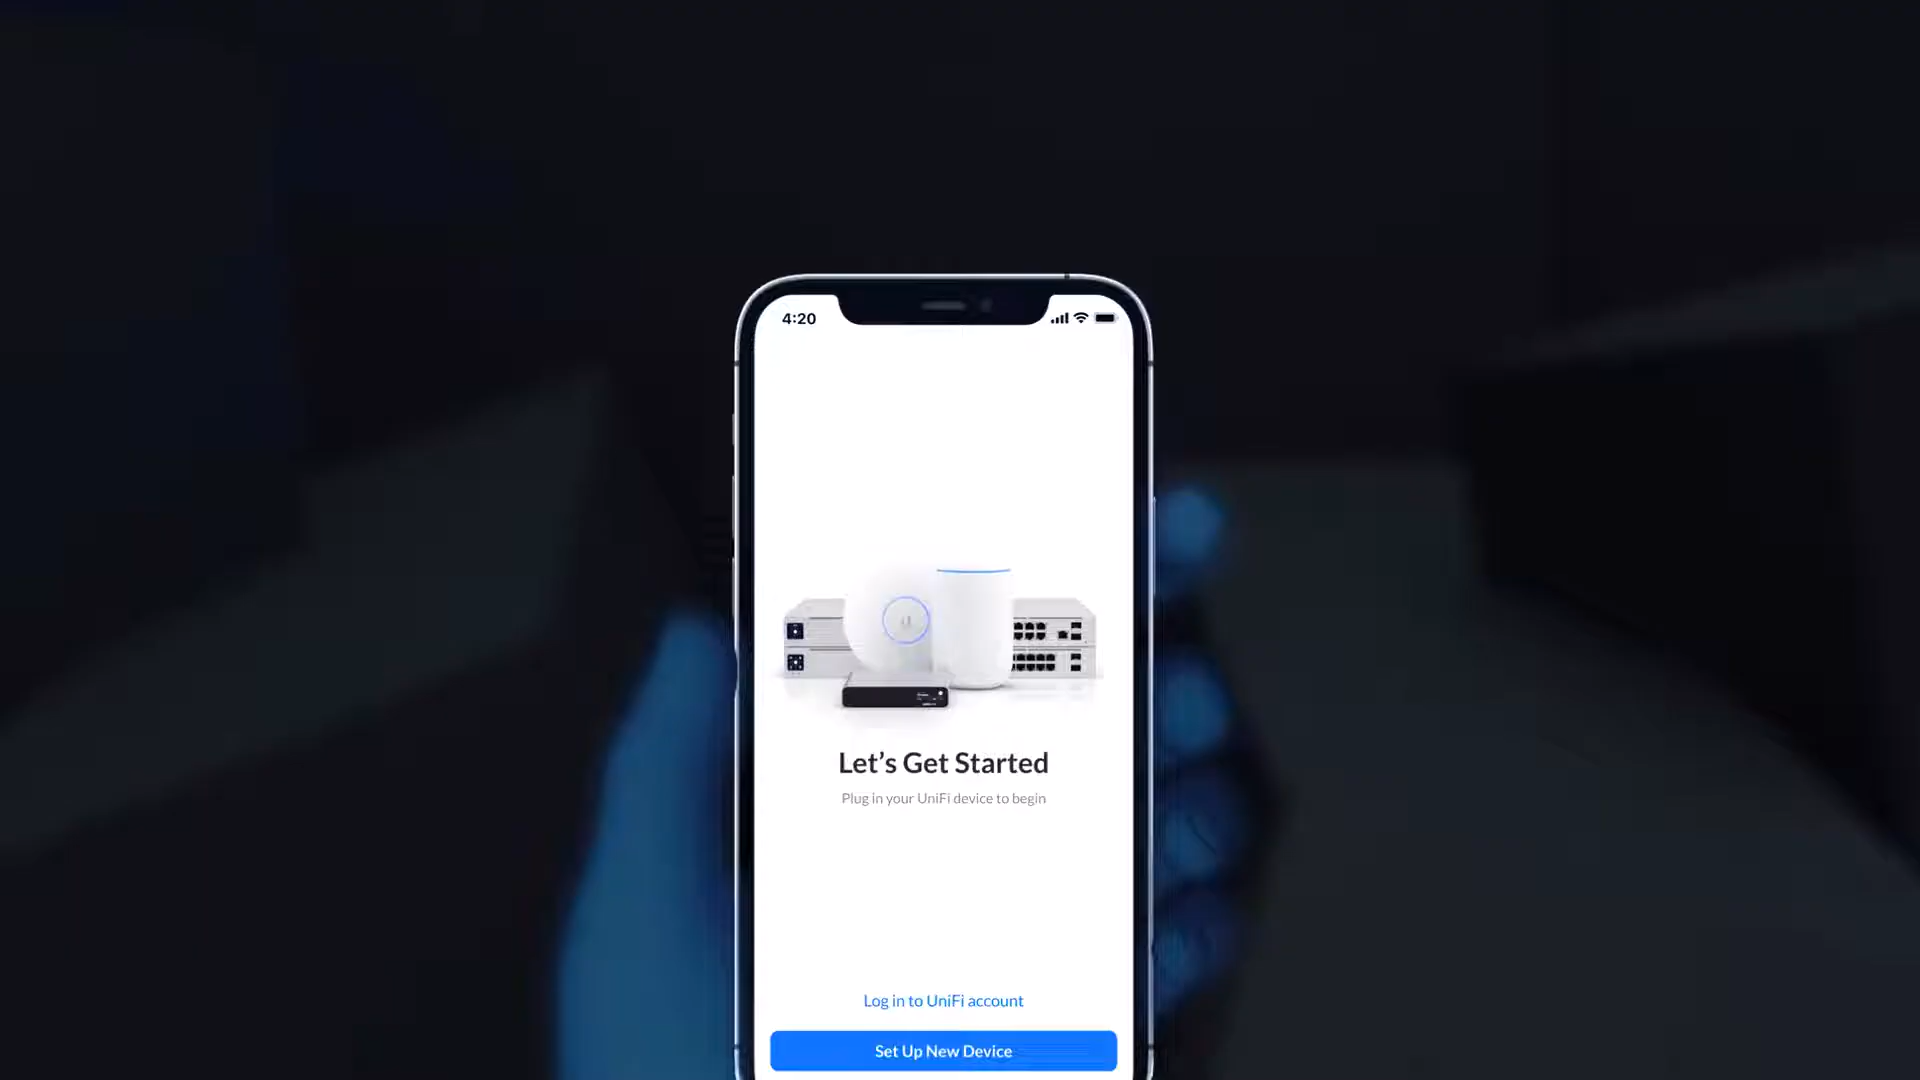 4:20
Let's Get Started
Plug in your UniFi device to begin
Log in to UniFi account
Set Up New Device